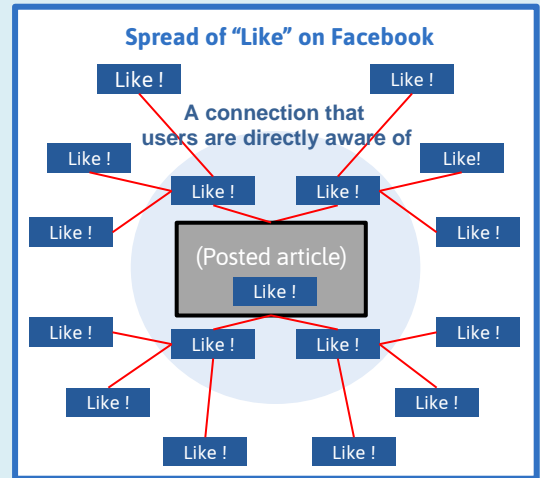 Spread of “Like” on Facebook
Like !
Like !
A connection that
users are directly aware of
Like !
Like!
Like !
Like !
Like !
Like !
(Posted article)
Like !
Like !
Like !
Like !
Like !
Like !
Like !
Like !
Like !